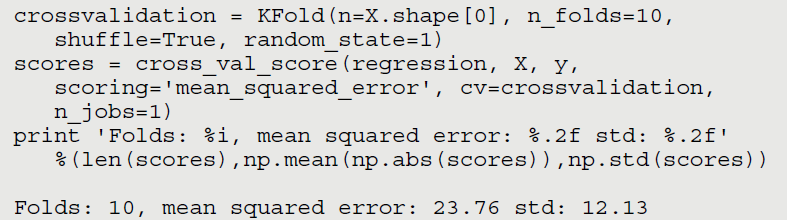 crossvalidation = KFold(n=X.shape[0], n_folds=10,
   shuffle=True, random_state=1)
scores = cross_val_score(regression, X, y,
   scoring='mean_squared_error', cv=crossvalidation,
   n_jobs=1)
print 'Folds: %i, mean squared error: %.2f std: %.2f'
   %(len(scores),np.mean(np.abs(scores)),np.std(scores))

Folds: 10, mean squared error: 23.76 std: 12.13